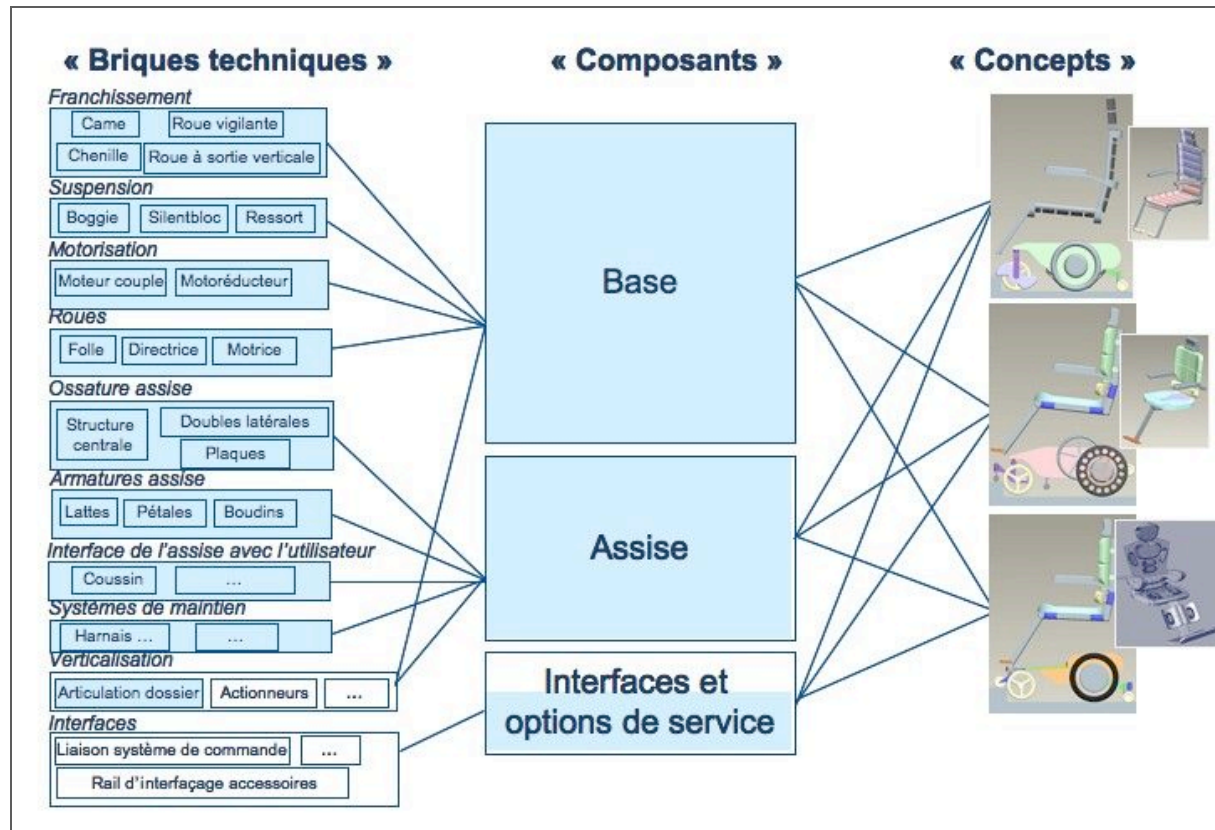 « Briques techniques »
« Composants »
« Concepts »
Franchissement
Came
Roue vigilante
Chenille
Roue à sortie verticale
Suspension
Boggie
Silentbloc
Ressort
Motorisation
Moteur couple
Motoréducteur
Roues
Folle
Directrice
Motrice
Ossature assise
Structure
centrale
Doubles latérales
Plaques
Armatures assise
Lattes
Pétales
Boudins
Interface de l'assise avec l'utilisateur
Coussin
...
Systèmes de maintien
Harnais ...
...
Verticalisation
Articulation dossier
Actionneurs
...
Interfaces
Liaison système de commande
...
Rail d'interfaçage accessoires
Base
Assise
Interfaces et
options de service